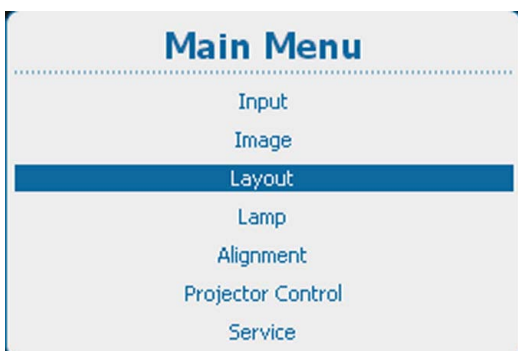 Main Menu
Input
Image
Layout
Lamp
Alignment
Projector Control
Service